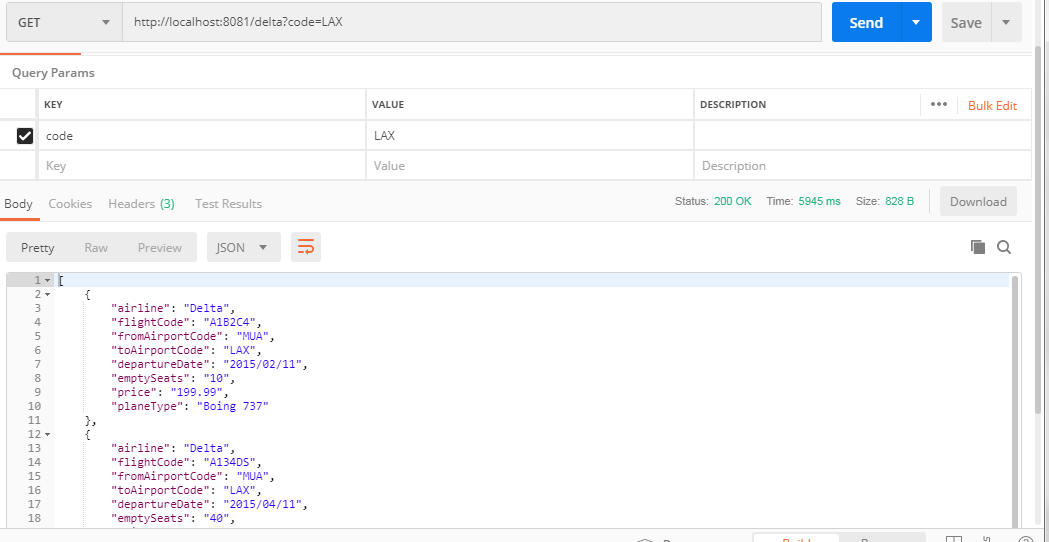 GET http://localhost:8081/delta?code=LAX Send Save
Query Params
KEY VALUE DESCRIPTION ••• Bulk Edit
code LAX
Key Value Description
Body Cookies Headers (3) Test Results Status: 200 OK Time: 5945 ms Size: 828 B Download
Pretty Raw Preview JSON
1 [
2 {
3 "airline": "Delta",
4 "flightCode": "A1B2C4",
5 "fromAirportCode": "MUA",
6 "toAirportCode": "LAX",
7 "departureDate": "2015/02/11",
8 "emptySeats": "10",
9 "price": "199.99",
10 "planeType": "Boing 737"
11 },
12 {
13 "airline": "Delta",
14 "flightCode": "A134DS",
15 "fromAirportCode": "MUA",
16 "toAirportCode": "LAX",
17 "departureDate": "2015/04/11",
18 "emptySeats": "40",